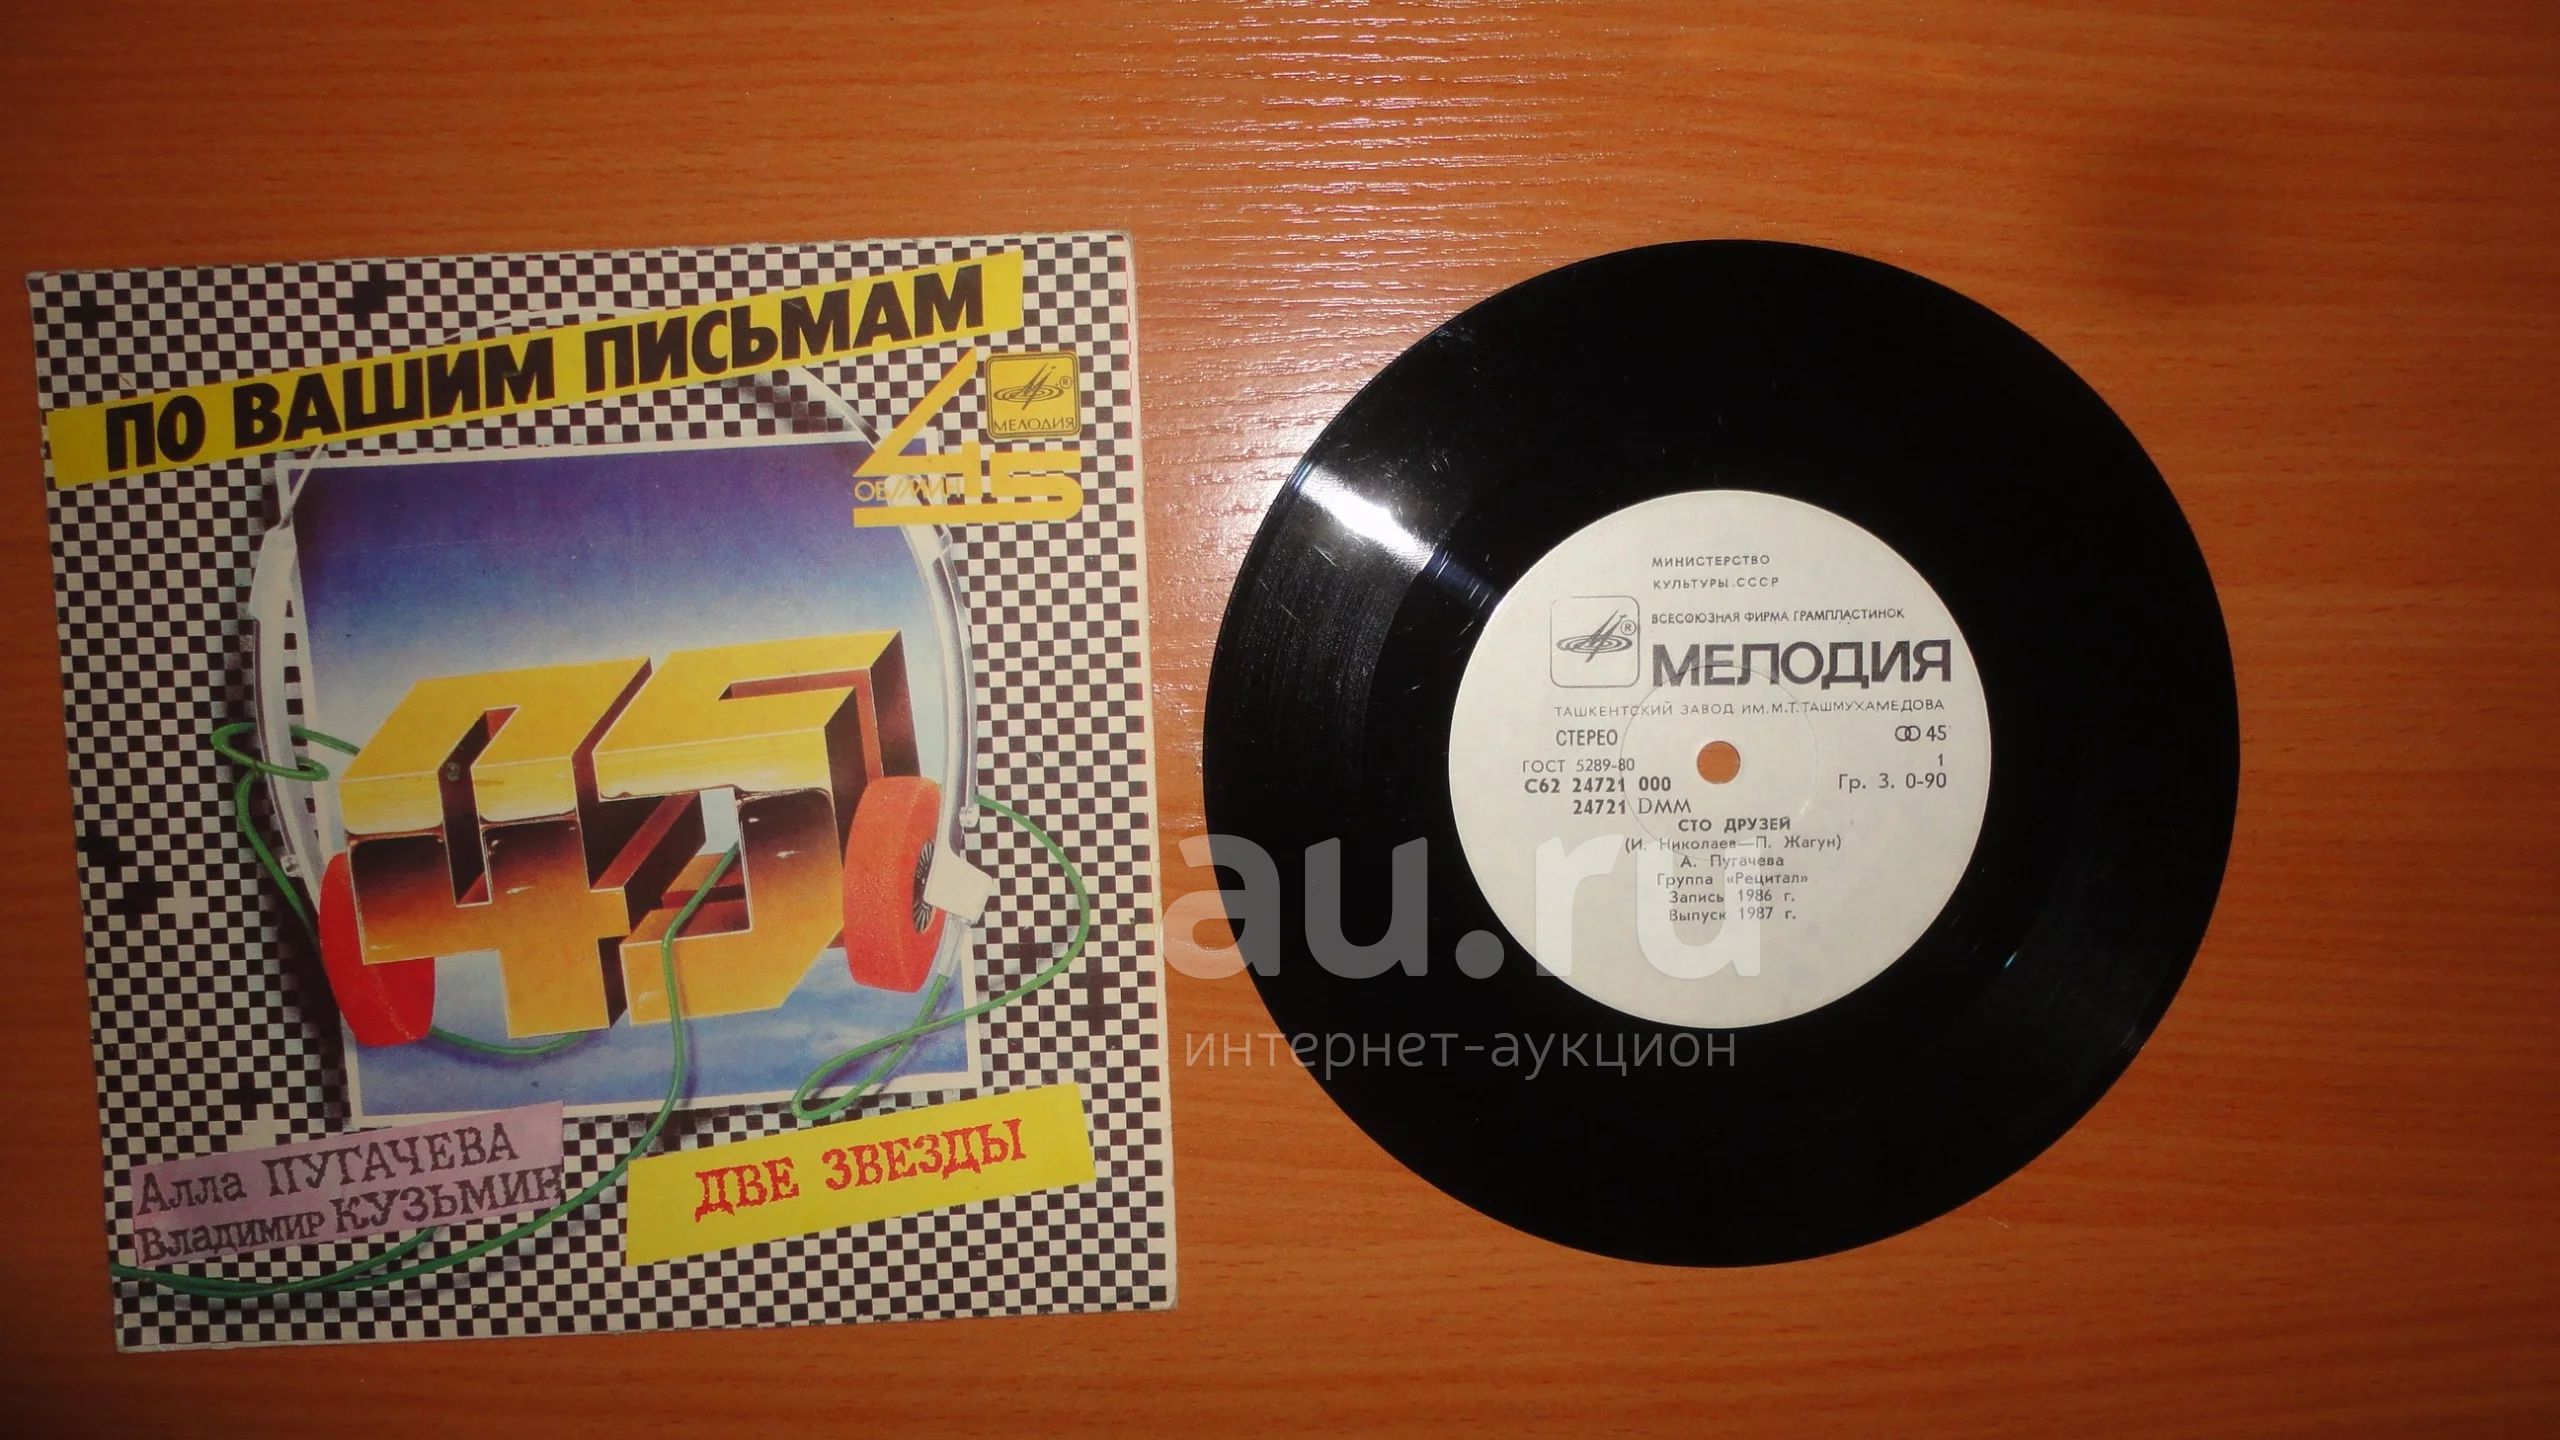 ПО ВАШИМ ПИСЬМАМ
МЕЛОДИЯ
45
ОБ/МИН
45
Алла ПУГАЧЕВА
Владимир КУЗЬМИН
ДВЕ ЗВЕЗДЫ
МИНИСТЕРСТВО
КУЛЬТУРЫ СССР
ВСЕСОЮЗНАЯ ФИРМА ГРАМПЛАСТИНОК
МЕЛОДИЯ
ТАШКЕНТСКИЙ ЗАВОД ИМ.М.Т.ТАШМУХАМЕДОВА
СТЕРЕО 45
ГОСТ 5289-80 1
С62 24721 000 Гр. 3. 0-90
24721 DMM
СТО ДРУЗЕЙ
(И. Николаев—П. Жагун)
А. Пугачева
Группа «Рецитал»
Запись 1986 г.
Выпуск 1987 г.
au.ru
интернет-аукцион